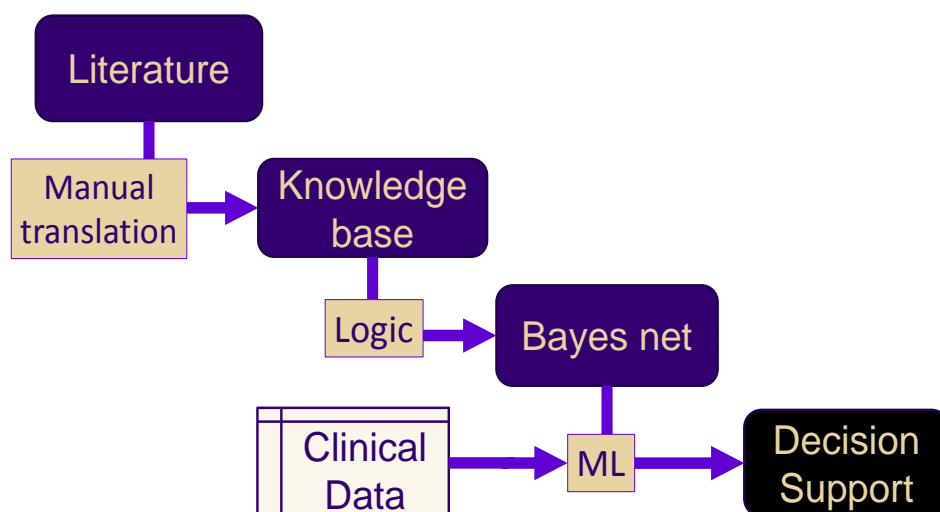 Literature
Manual
translation
Knowledge
base
Logic
Bayes net
Clinical
Data
ML
Decision
Support